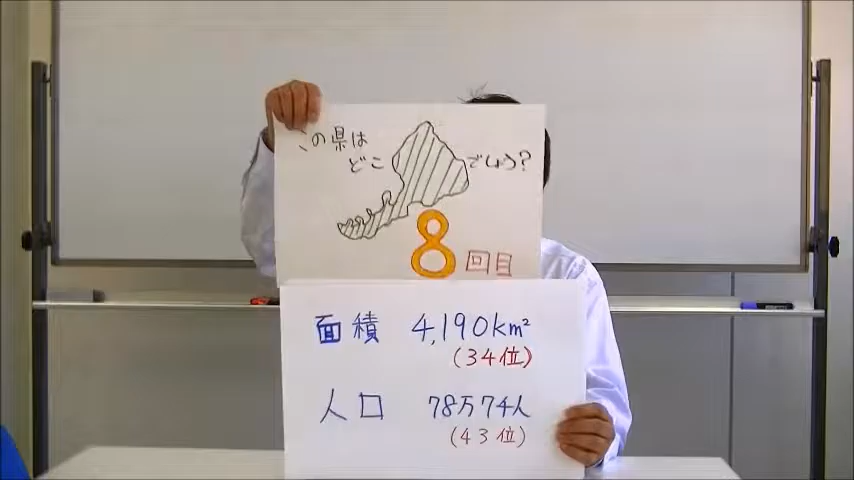 この県は
どこ でしょう?
8回目
面積 4,190km²
(34位)
人口 78万74人
(43位)